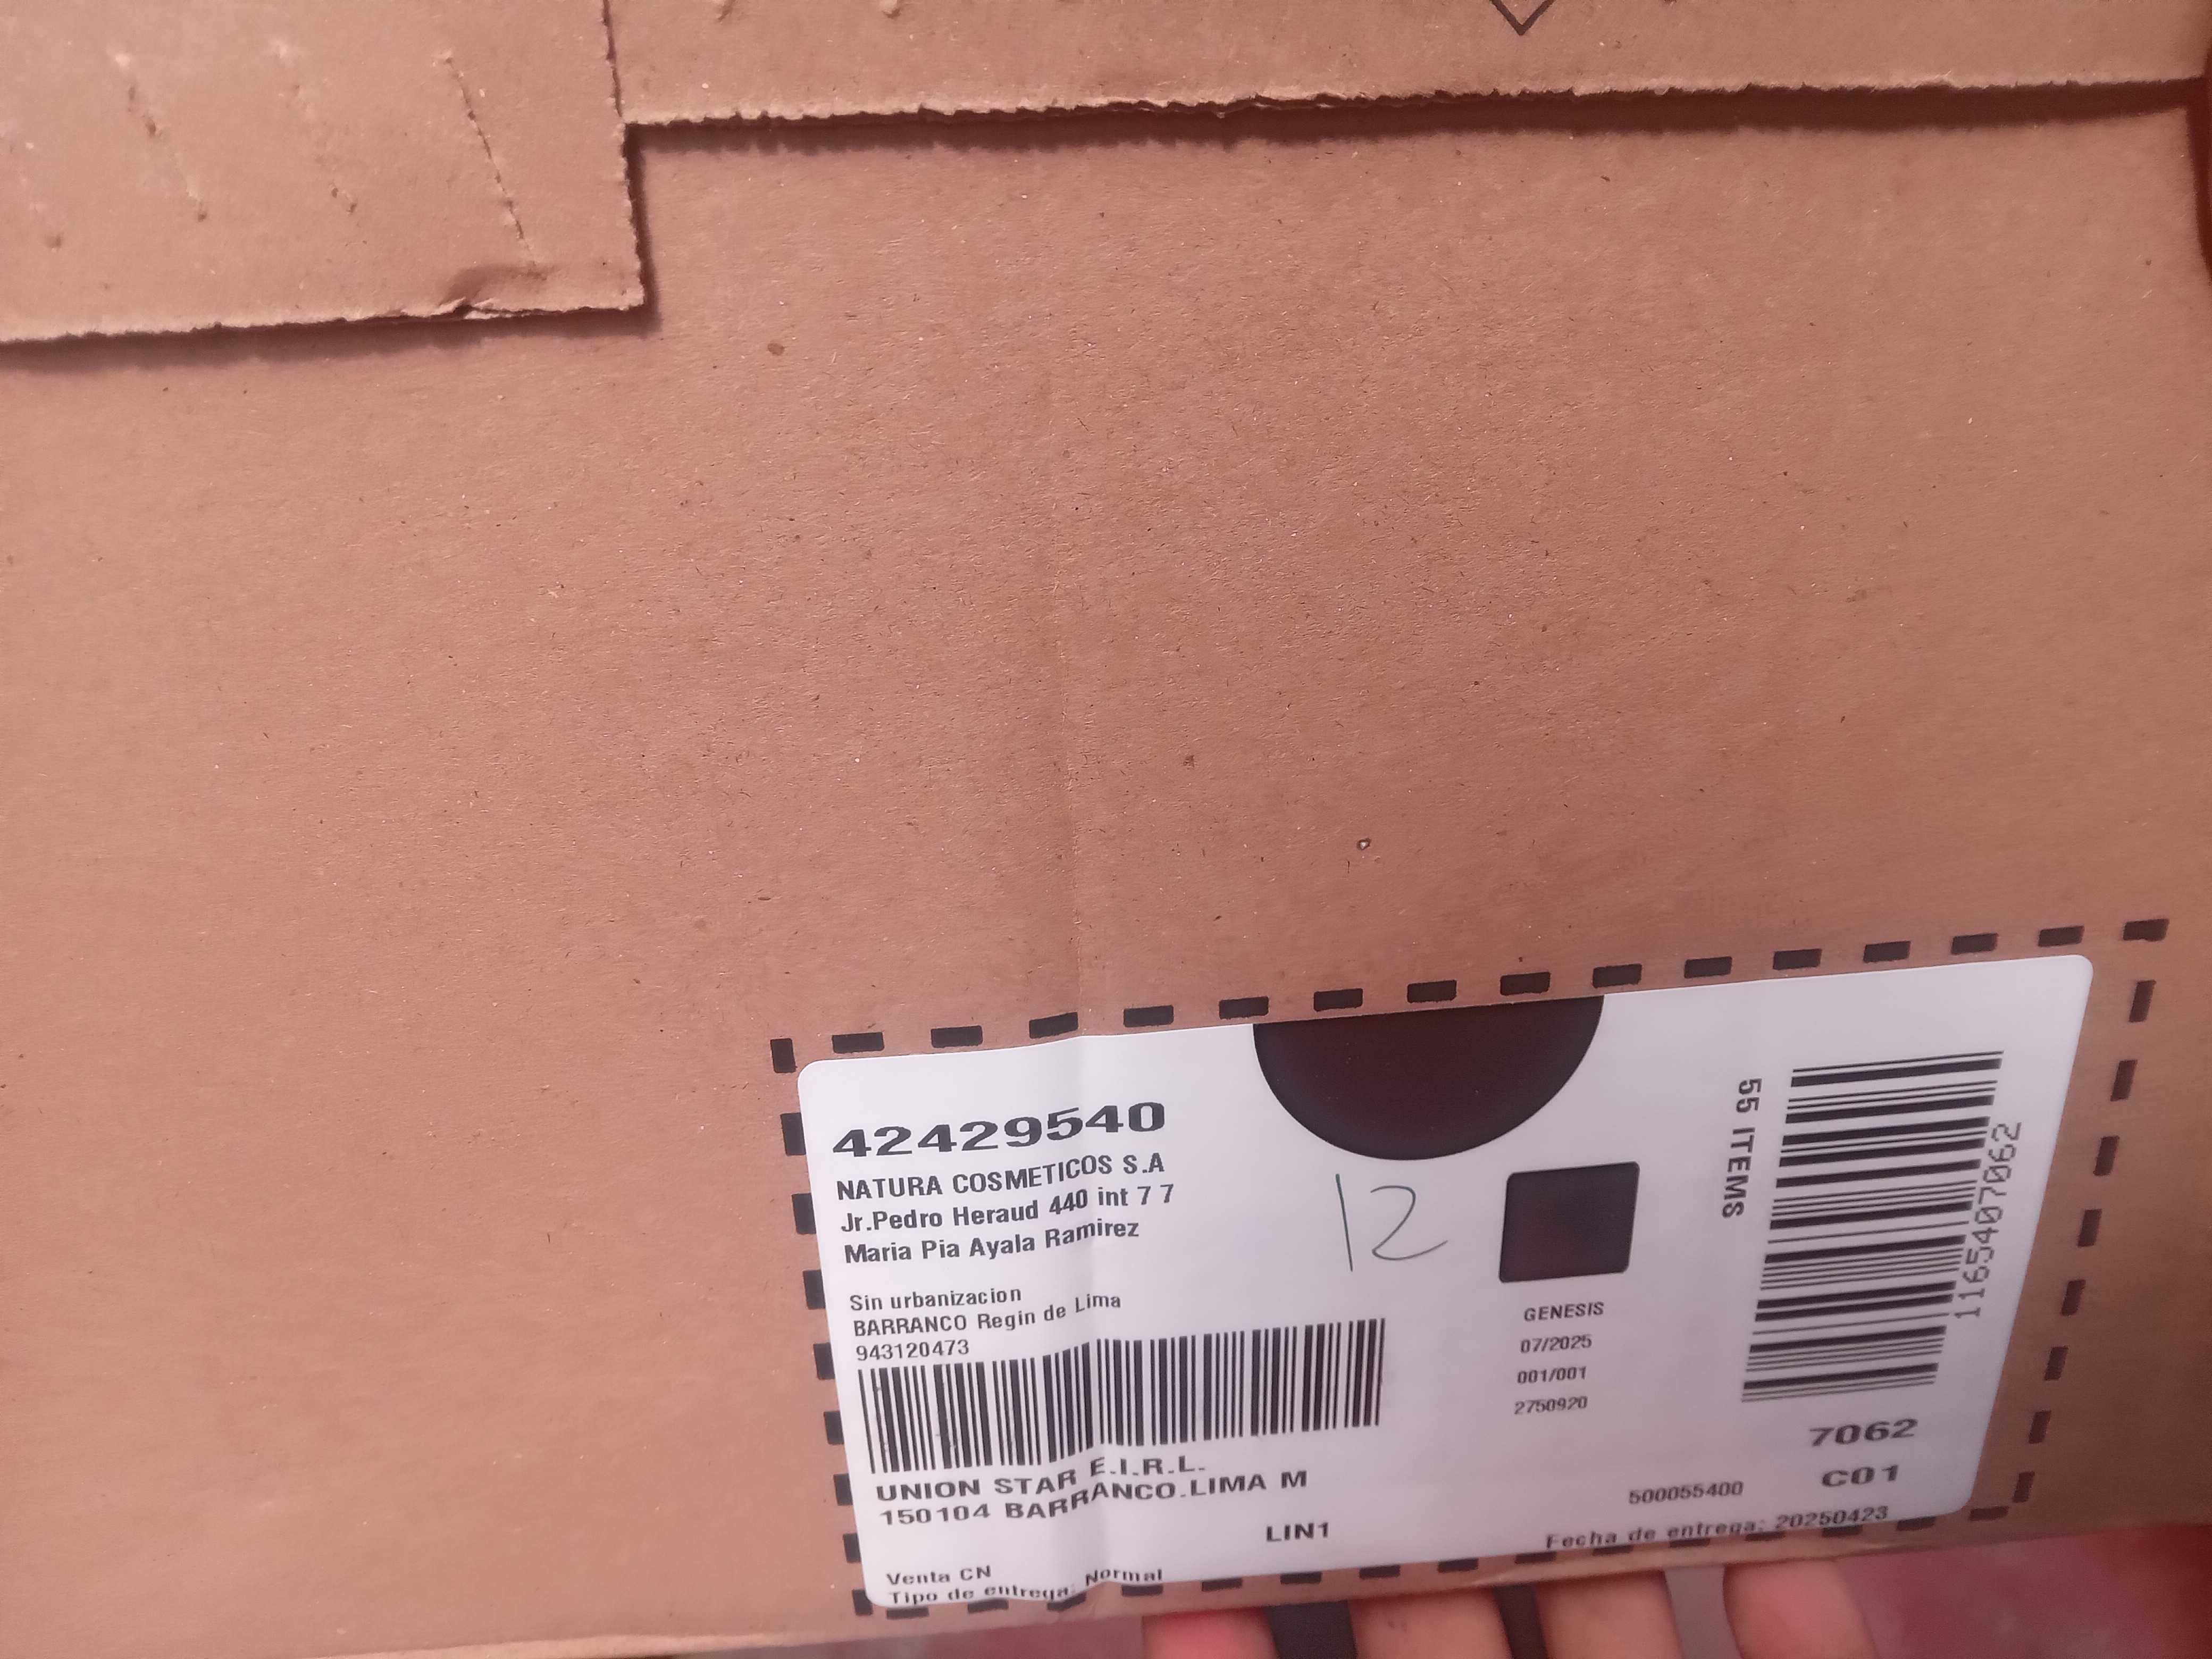 42429540
NATURA COSMETICOS S.A
Jr.Pedro Heraud 440 int 7 7
Maria Pia Ayala Ramirez
Sin urbanizacion
BARRANCO Regin de Lima
943120473
UNION STAR E.I.R.L.
150104 BARRANCO.LIMA M
LIN1
Venta CN
Tipo de entrega: Normal
12
GENESIS
07/2025
001/001
2750920
55 ITEMS
1165407062
7062
C01
500055400
Fecha de entrega: 20250423